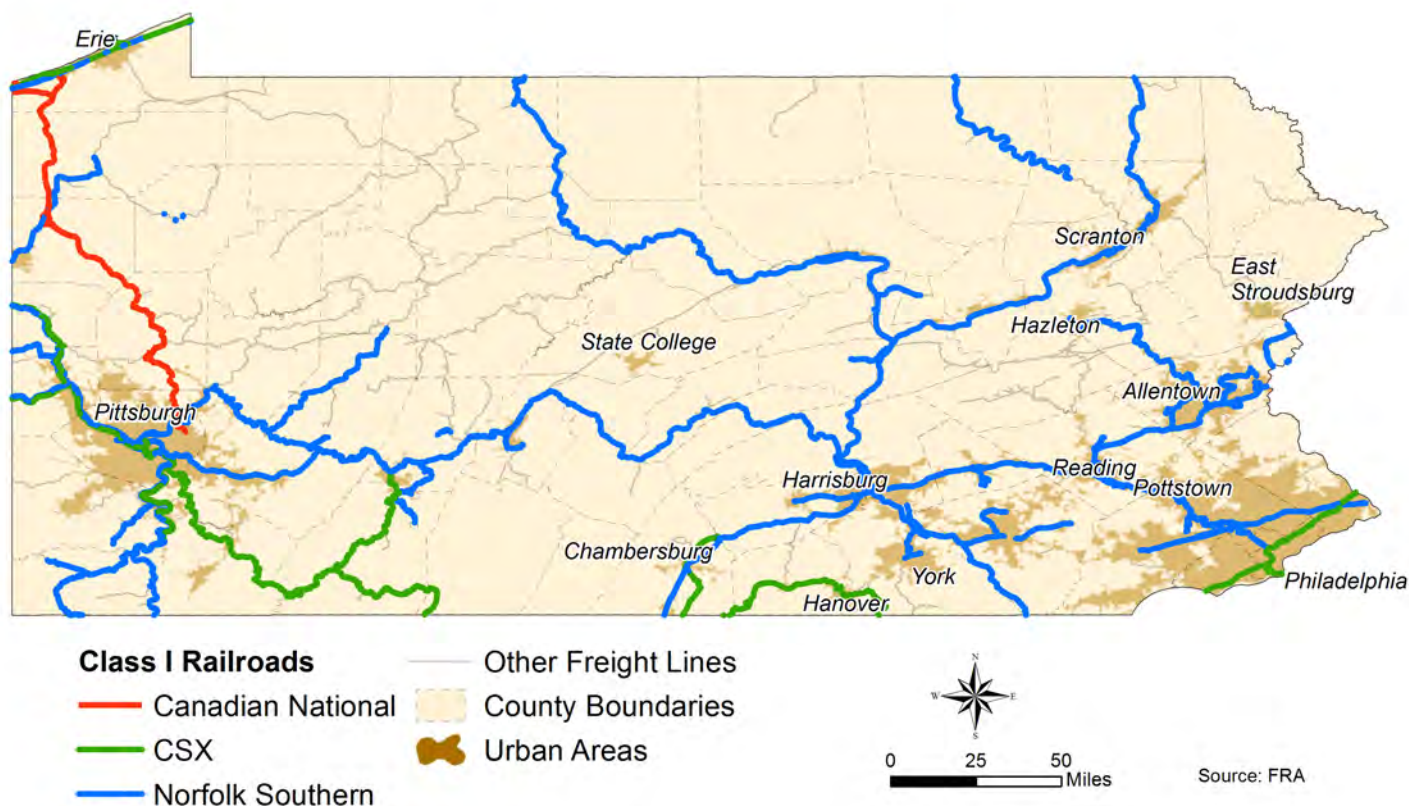 Erie
Scranton
East
Stroudsburg
Hazleton
State College
Allentown
Pittsburgh
Reading
Harrisburg
Pottstown
Chambersburg
York
Philadelphia
Hanover
Class I Railroads
Canadian National
CSX
Norfolk Southern
Other Freight Lines
County Boundaries
Urban Areas
N
W
E
S
0
25
50
Miles
Source: FRA